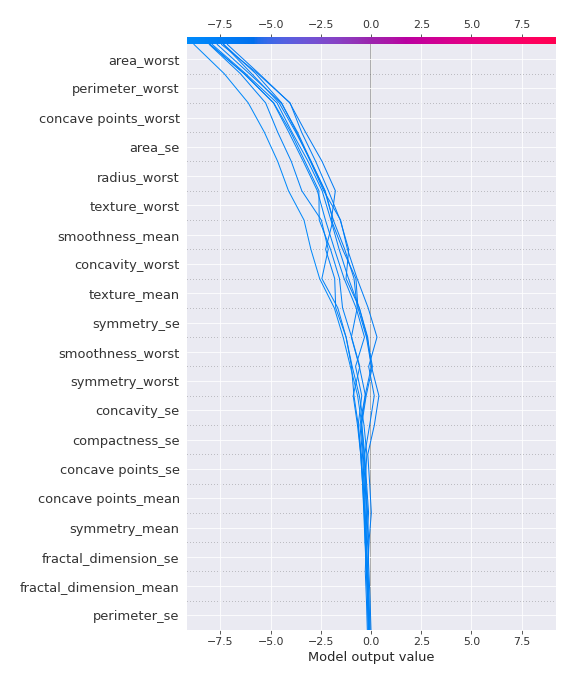 −7.5 −5.0 −2.5 0.0 2.5 5.0 7.5
area_worst
perimeter_worst
concave points_worst
area_se
radius_worst
texture_worst
smoothness_mean
concavity_worst
texture_mean
symmetry_se
smoothness_worst
symmetry_worst
concavity_se
compactness_se
concave points_se
concave points_mean
symmetry_mean
fractal_dimension_se
fractal_dimension_mean
perimeter_se
−7.5 −5.0 −2.5 0.0 2.5 5.0 7.5
Model output value